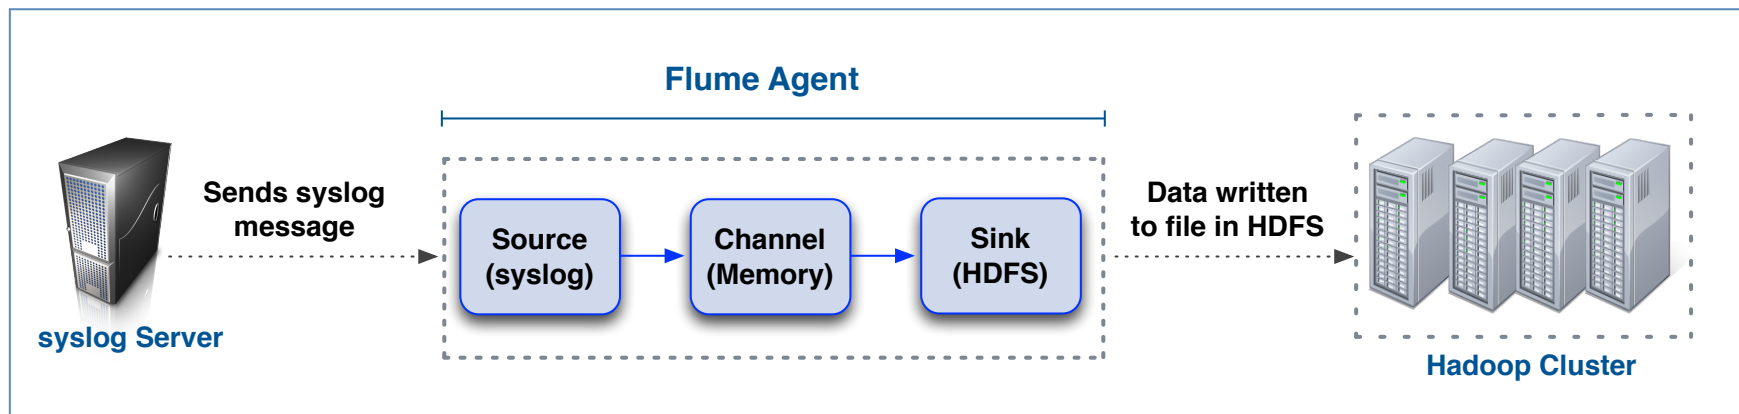 Flume Agent
Sends syslog
message
Source
(syslog)
Channel
(Memory)
Sink
(HDFS)
Data written
to file in HDFS
syslog Server
Hadoop Cluster